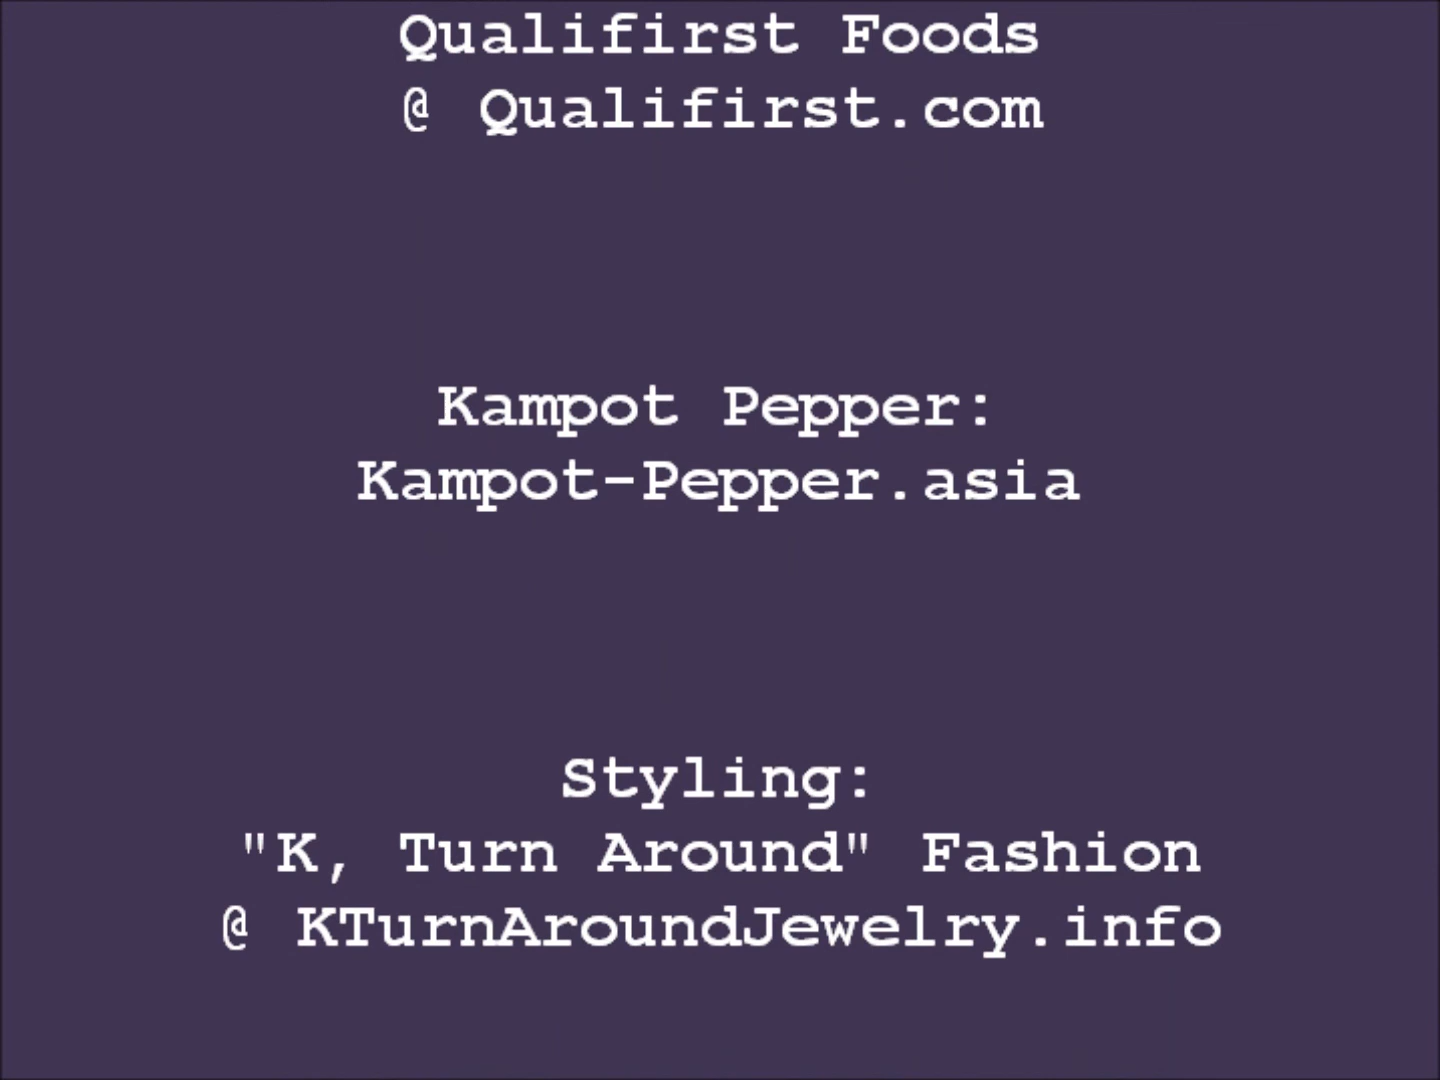 Qualifirst Foods
@ Qualifirst.com
Kampot Pepper:
Kampot-Pepper.asia
Styling:
"K, Turn Around" Fashion
@ KTurnAroundJewelry.info